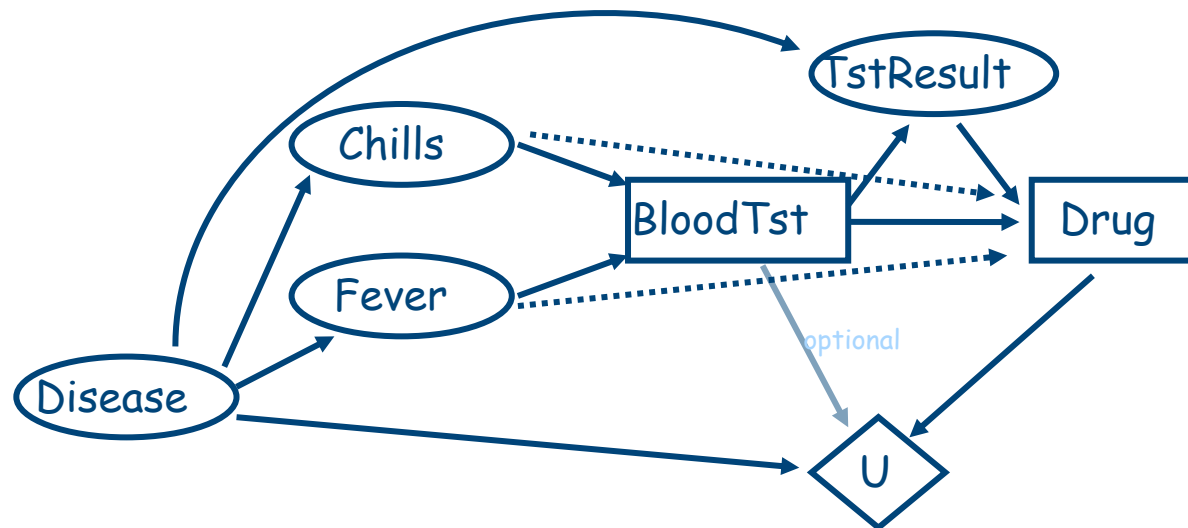 TstResult
Chills
BloodTst
Drug
Fever
optional
Disease
U